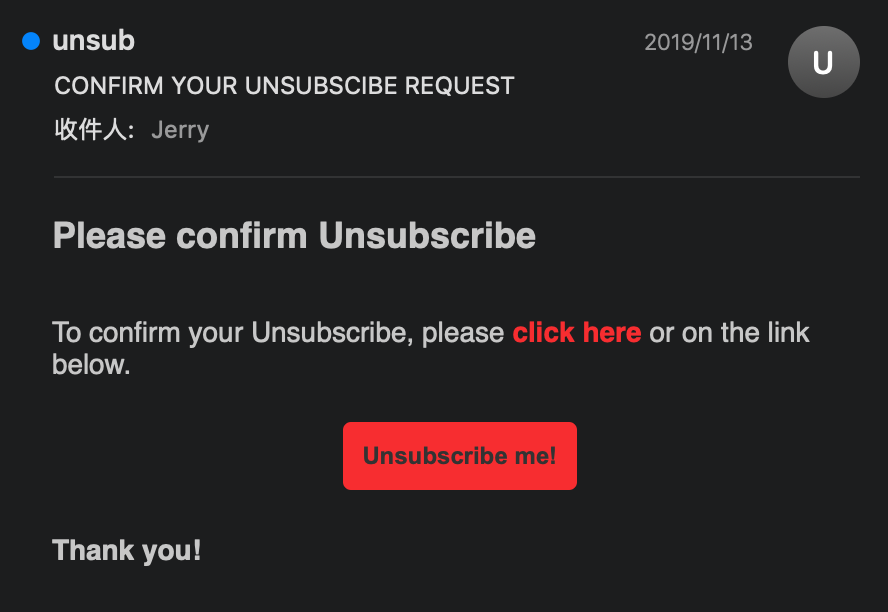 unsub
2019/11/13
U
CONFIRM YOUR UNSUBSCIBE REQUEST
收件人: Jerry
Please confirm Unsubscribe
To confirm your Unsubscribe, please click here or on the link
below.
Unsubscribe me!
Thank you!